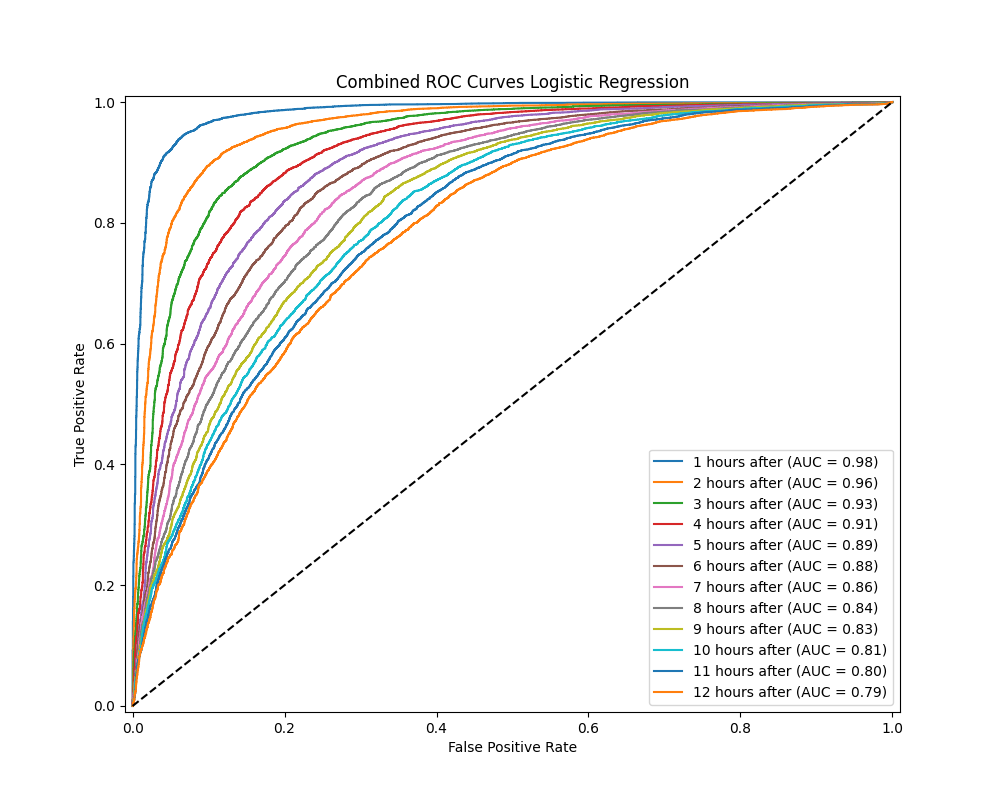 Combined ROC Curves Logistic Regression
1.0
0.8
0.6
0.4
0.2
0.0
True Positive Rate
1 hours after (AUC = 0.98)
2 hours after (AUC = 0.96)
3 hours after (AUC = 0.93)
4 hours after (AUC = 0.91)
5 hours after (AUC = 0.89)
6 hours after (AUC = 0.88)
7 hours after (AUC = 0.86)
8 hours after (AUC = 0.84)
9 hours after (AUC = 0.83)
10 hours after (AUC = 0.81)
11 hours after (AUC = 0.80)
12 hours after (AUC = 0.79)
0.0 0.2 0.4 0.6 0.8 1.0
False Positive Rate